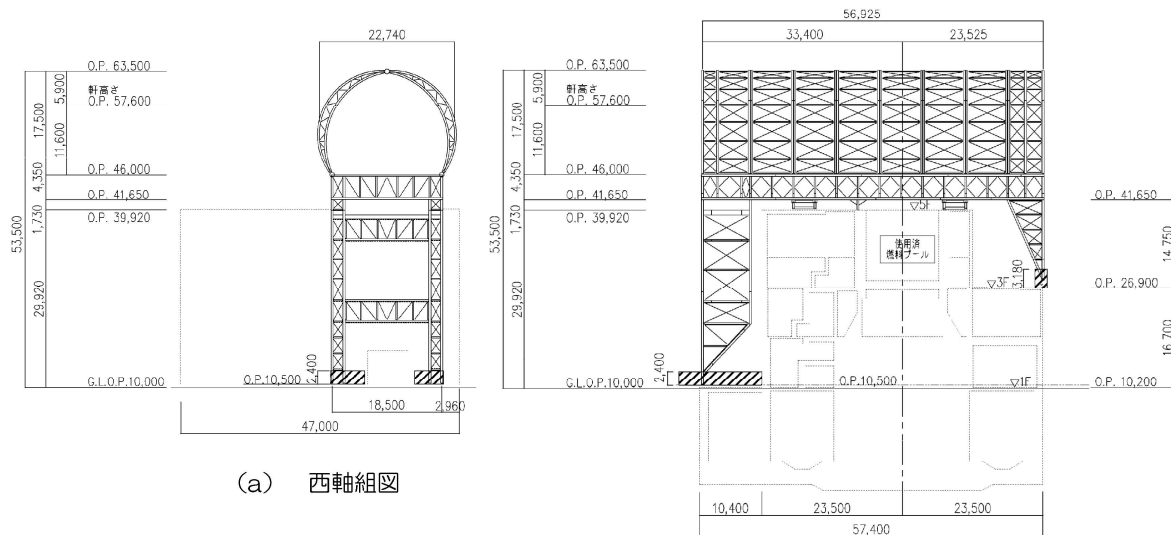 22,740
O.P. 63,500
軒高さ
O.P. 57,600
O.P. 46,000
O.P. 41,650
O.P. 39,920
G.L.O.P.10,000
53,500
17,500
4,350
1,730
29,920
5,900
11,600
2,400
O.P.10,500
18,500
2,960
47,000
(a) 西軸組図
56,925
33,400
23,525
O.P. 63,500
軒高さ
O.P. 57,600
O.P. 46,000
O.P. 41,650
O.P. 39,920
G.L.O.P.10,000
53,500
17,500
4,350
1,730
29,920
5,900
11,600
2,400
▽5F
使用済
燃料プール
▽3F
3,180
O.P.10,500
▽1F
O.P. 41,650
14,750
O.P. 26,900
16,700
O.P. 10,200
10,400
23,500
23,500
57,400